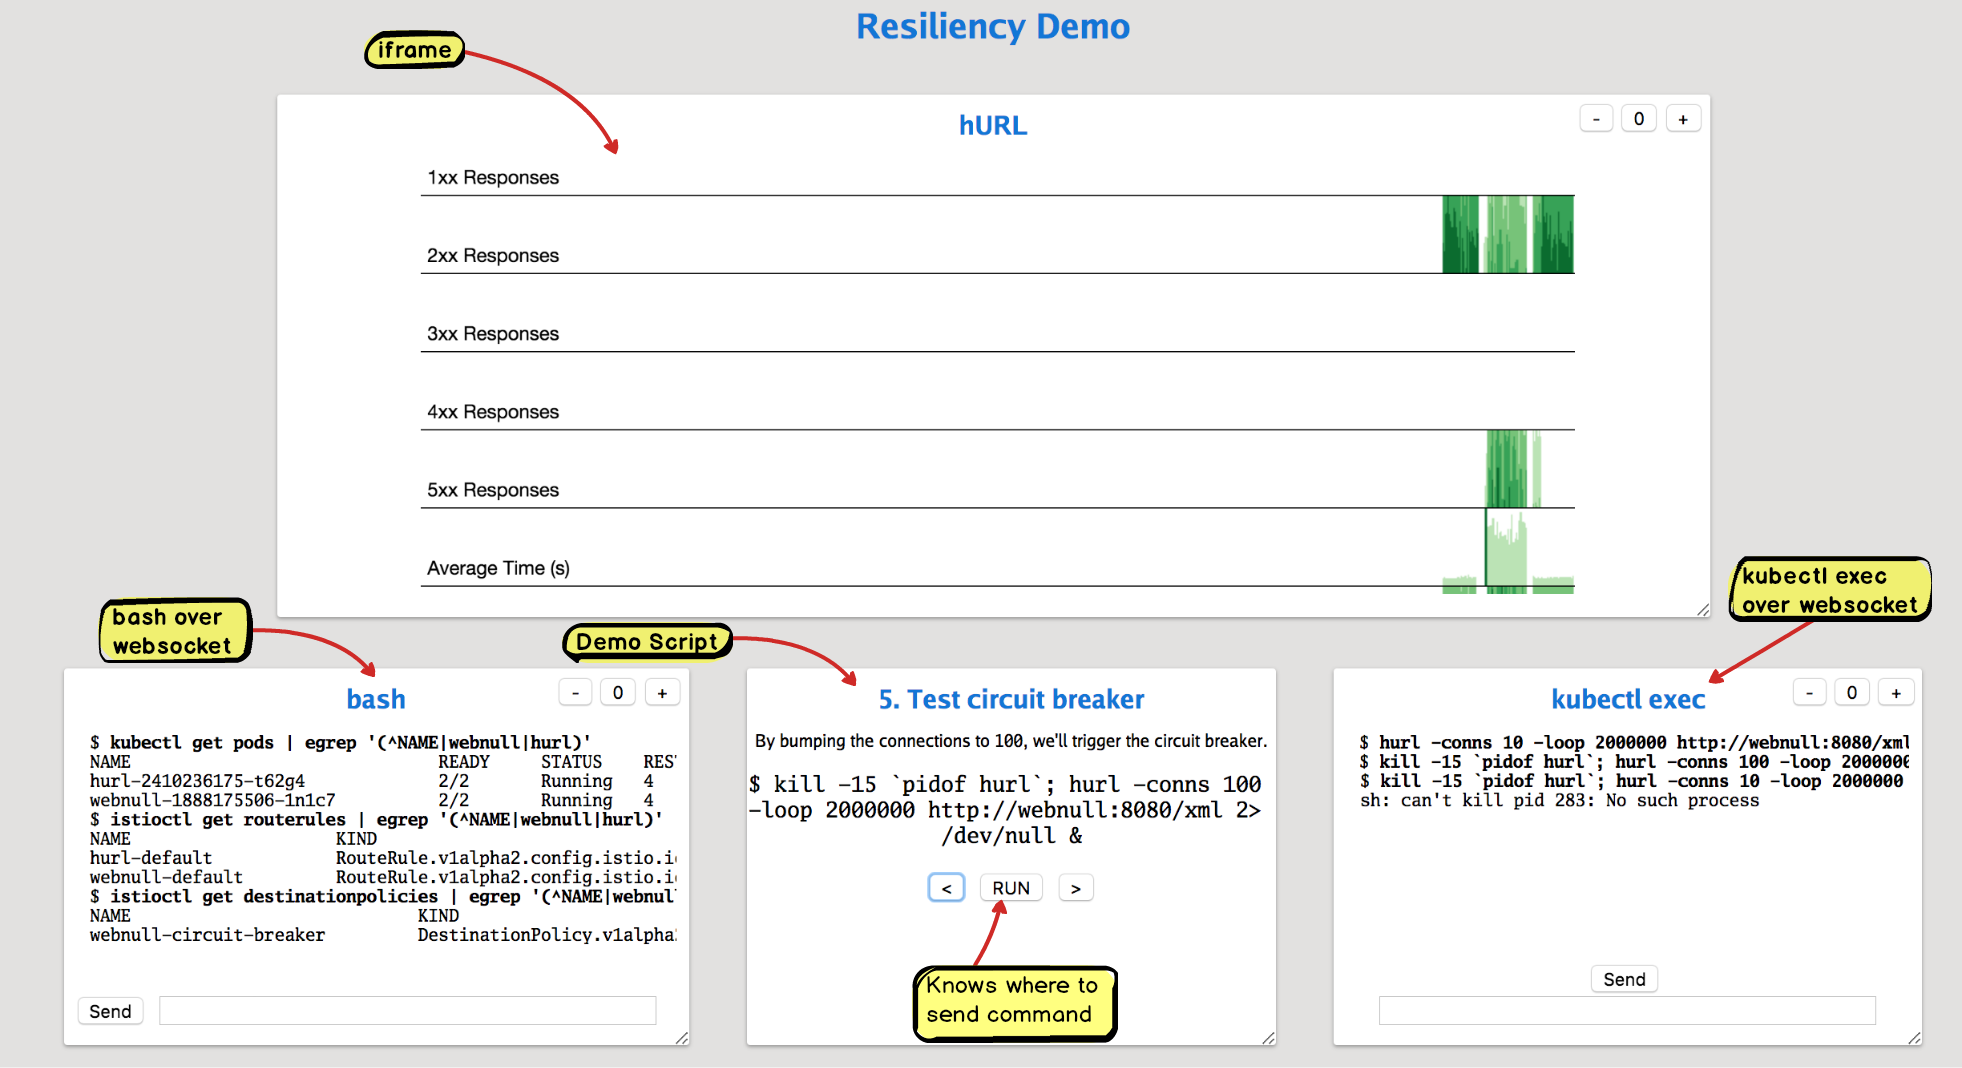 Resiliency Demo
iframe
hURL
- 0 +
1xx Responses
2xx Responses
3xx Responses
4xx Responses
5xx Responses
Average Time (s)
bash over
websocket
Demo Script
kubectl exec
over websocket
bash
- 0 +
$ kubectl get pods | egrep '(^NAME|webnull|hurl)'
NAME READY STATUS RES
hurl-2410236175-t62g4 2/2 Running 4
webnull-1888175506-1n1c7 2/2 Running 4
$ istioctl get routerules | egrep '(^NAME|webnull|hurl)'
NAME KIND
hurl-default RouteRule.v1alpha2.config.istio.i
webnull-default RouteRule.v1alpha2.config.istio.i
$ istioctl get destinationpolicies | egrep '(^NAME|webnul
NAME KIND
webnull-circuit-breaker DestinationPolicy.v1alpha
Send
5. Test circuit breaker
By bumping the connections to 100, we'll trigger the circuit breaker.
$ kill -15 `pidof hurl`; hurl -conns 100
-loop 2000000 http://webnull:8080/xml 2>
/dev/null &
< RUN >
Knows where to
send command
kubectl exec
- 0 +
$ hurl -conns 10 -loop 2000000 http://webnull:8080/xml
$ kill -15 `pidof hurl`; hurl -conns 100 -loop 2000000
$ kill -15 `pidof hurl`; hurl -conns 10 -loop 2000000
sh: can't kill pid 283: No such process
Send